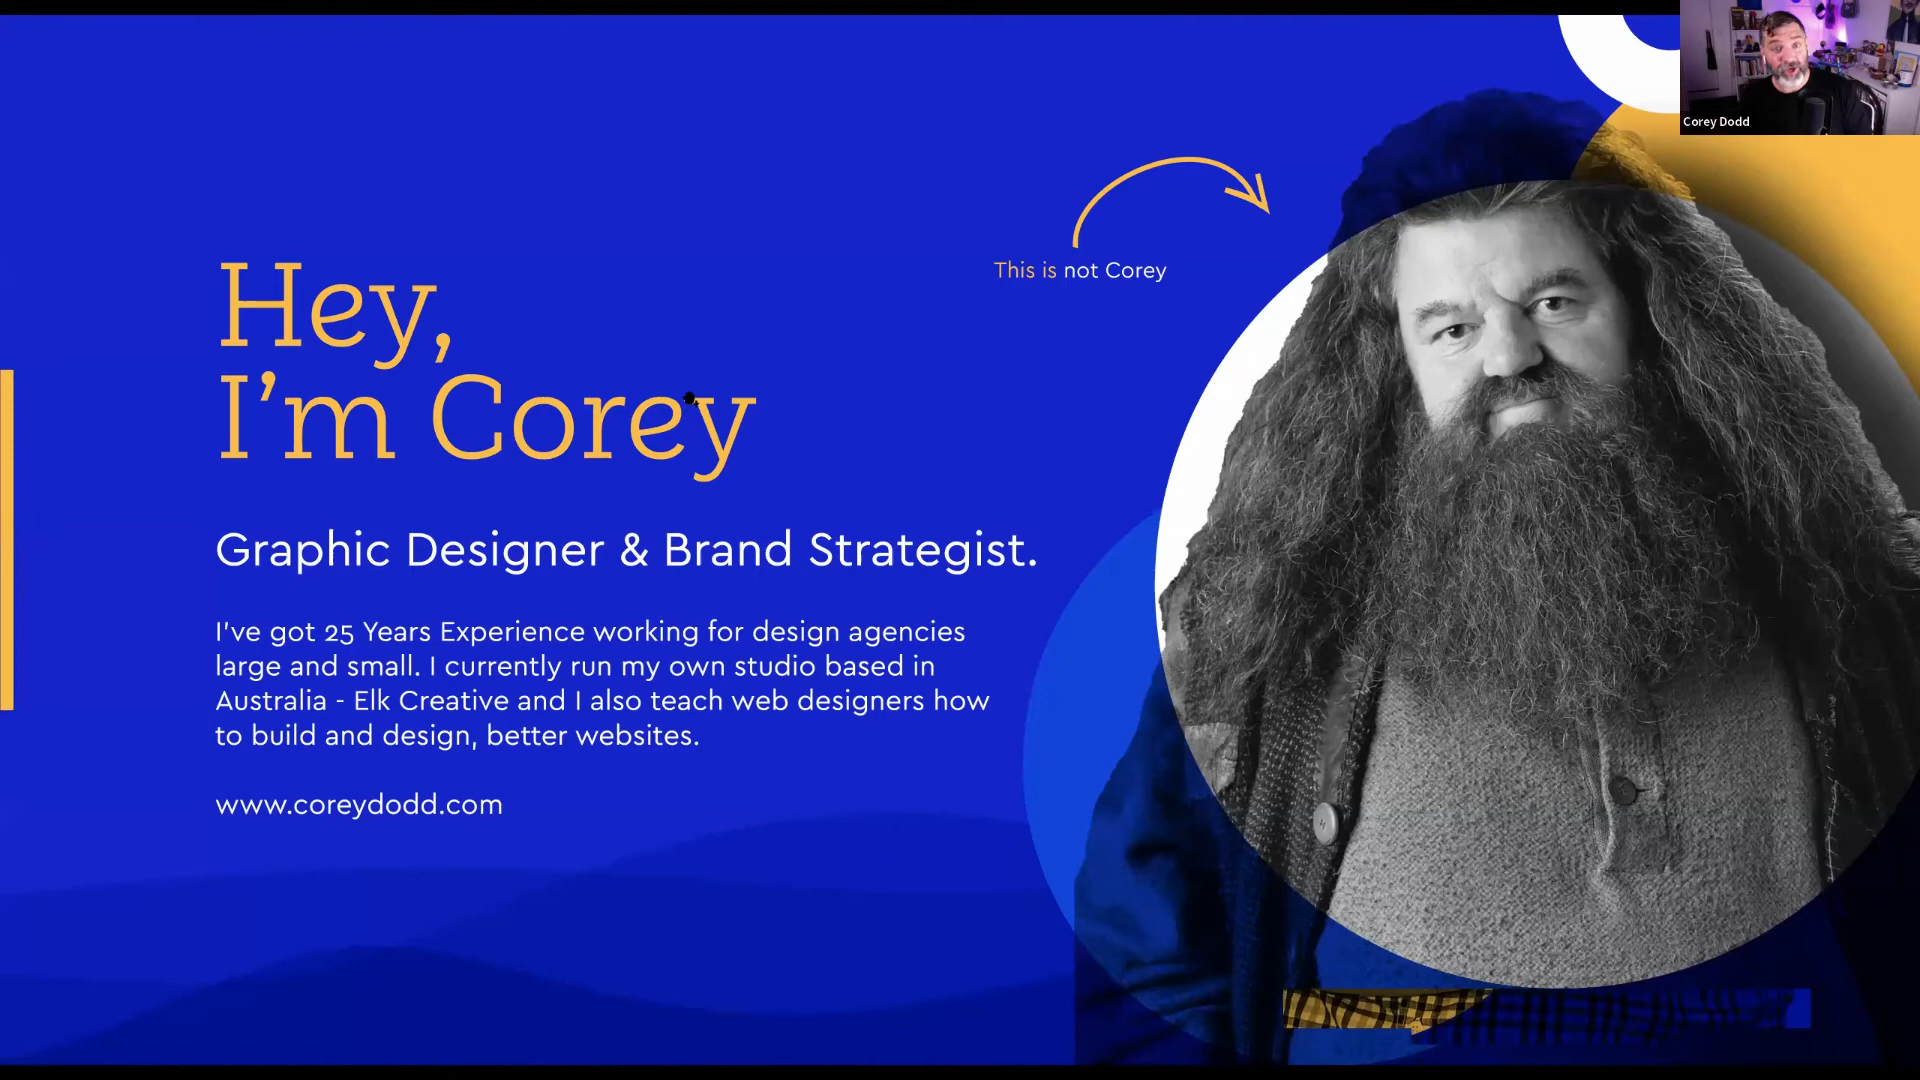 Corey Dodd
This is not Corey
Hey,
I'm Corey
Graphic Designer & Brand Strategist.
I've got 25 Years Experience working for design agencies
large and small. I currently run my own studio based in
Australia - Elk Creative and I also teach web designers how
to build and design, better websites.
www.coreydodd.com